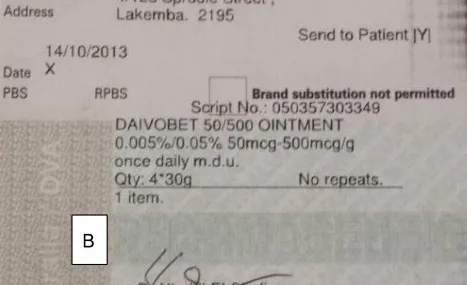 Address
Lakemba. 2195
Send to Patient |Y|
14/10/2013
Date X
PBS RPBS Brand substitution not permitted
Script No.: 050357303349
DAIVOBET 50/500 OINTMENT
0.005%/0.05% 50mcg-500mcg/g
once daily m.d.u.
Qty: 4*30g No repeats.
1 item.
DVA
B